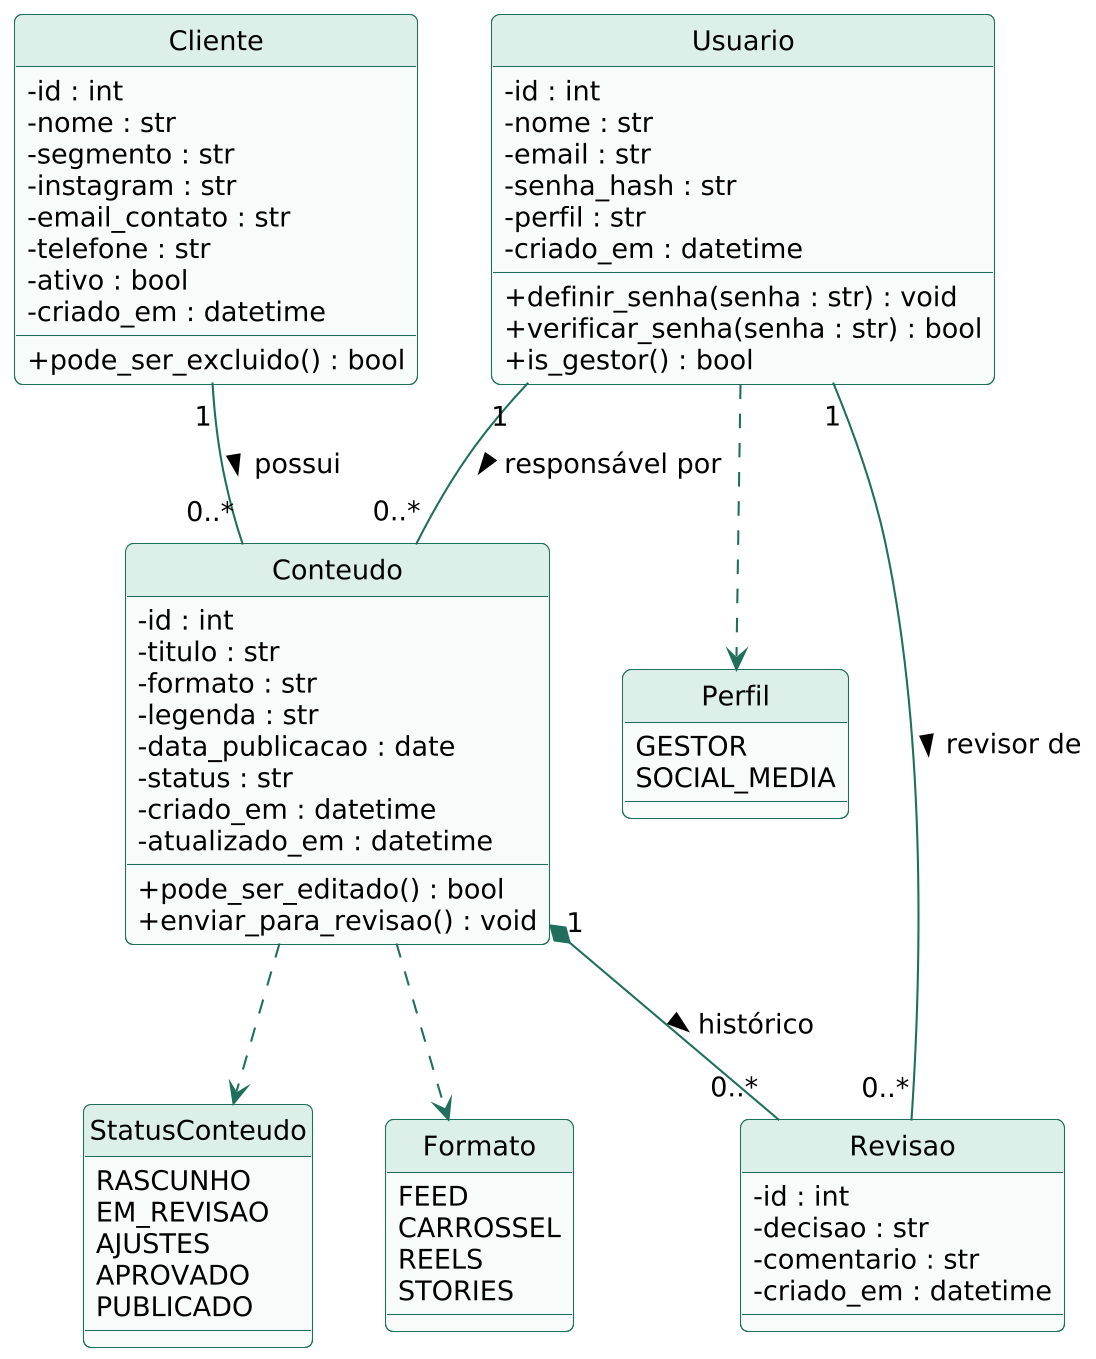 Cliente
-id : int
-nome : str
-segmento : str
-instagram : str
-email_contato : str
-telefone : str
-ativo : bool
-criado_em : datetime
+pode_ser_excluido() : bool
Usuario
-id : int
-nome : str
-email : str
-senha_hash : str
-perfil : str
-criado_em : datetime
+definir_senha(senha : str) : void
+verificar_senha(senha : str) : bool
+is_gestor() : bool
1
possui
0..*
1
responsável por
0..*
1
revisor de
0..*
Conteudo
-id : int
-titulo : str
-formato : str
-legenda : str
-data_publicacao : date
-status : str
-criado_em : datetime
-atualizado_em : datetime
+pode_ser_editado() : bool
+enviar_para_revisao() : void
Perfil
GESTOR
SOCIAL_MEDIA
1
histórico
0..*
StatusConteudo
RASCUNHO
EM_REVISAO
AJUSTES
APROVADO
PUBLICADO
Formato
FEED
CARROSSEL
REELS
STORIES
Revisao
-id : int
-decisao : str
-comentario : str
-criado_em : datetime